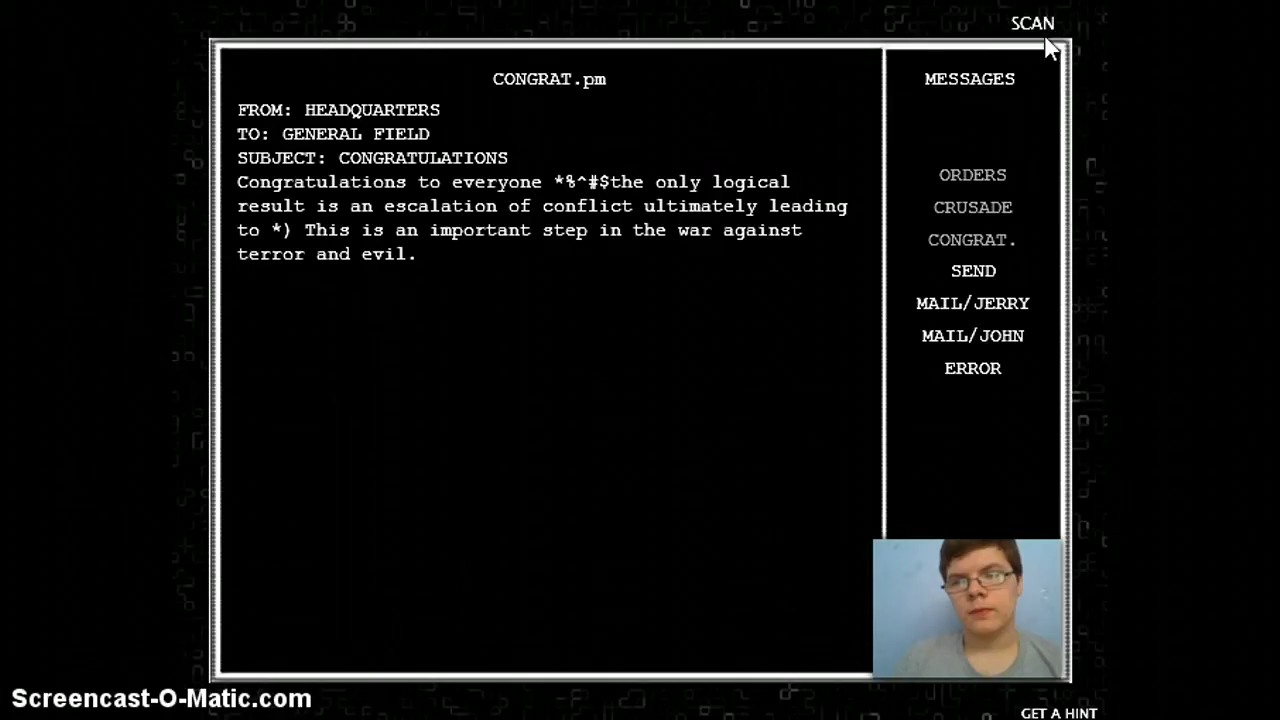 SCAN
CONGRAT.pm
FROM: HEADQUARTERS
TO: GENERAL FIELD
SUBJECT: CONGRATULATIONS
Congratulations to everyone *%^#$the only logical
result is an escalation of conflict ultimately leading
to *) This is an important step in the war against
terror and evil.
MESSAGES
ORDERS
CRUSADE
CONGRAT.
SEND
MAIL/JERRY
MAIL/JOHN
ERROR
Screencast-O-Matic.com
GET A HINT